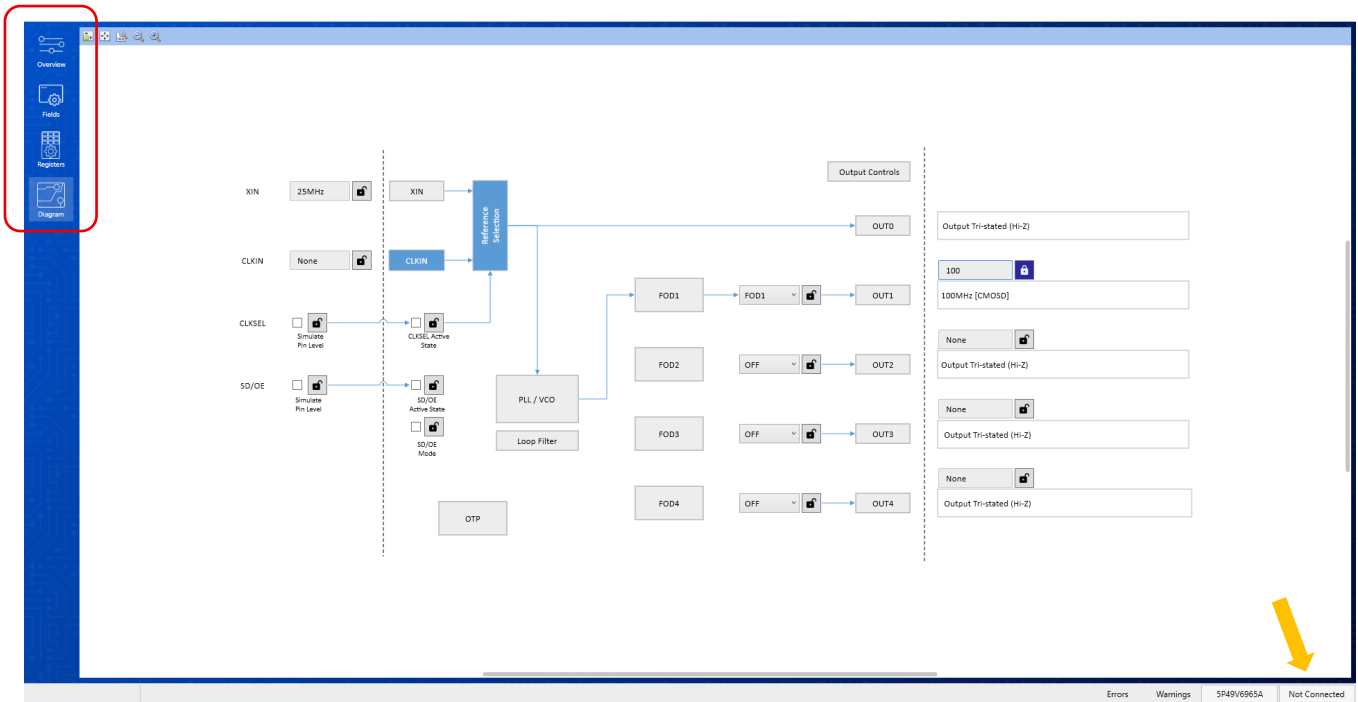 Overview
Fields
Registers
Diagram
Output Controls
XIN
25MHz
XIN
Reference
Selection
OUT0
Output Tri-stated (Hi-Z)
CLKIN
None
CLKIN
100
FOD1
FOD1
OUT1
100MHz [CMOSD]
CLKSEL
Simulate
Pin Level
CLKSEL Active
State
None
FOD2
OFF
OUT2
Output Tri-stated (Hi-Z)
SD/OE
Simulate
Pin Level
SD/OE
Active State
SD/OE
Mode
PLL / VCO
Loop Filter
None
FOD3
OFF
OUT3
Output Tri-stated (Hi-Z)
None
FOD4
OFF
OUT4
Output Tri-stated (Hi-Z)
OTP
Errors
Warnings
5P49V6965A
Not Connected